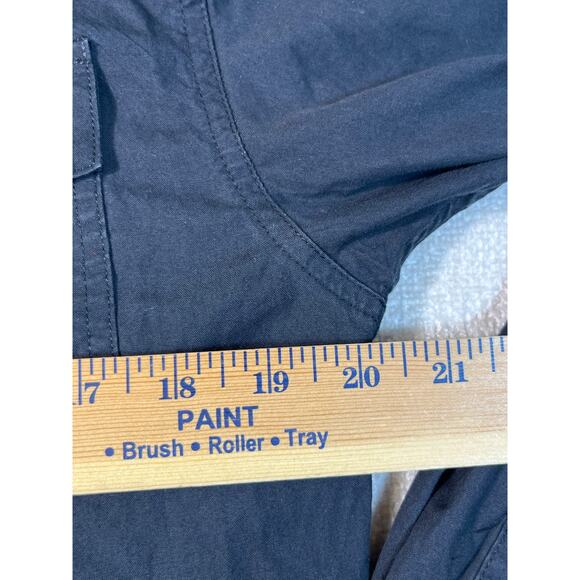 7 18 19 20 21
PAINT
• Brush • Roller • Tray